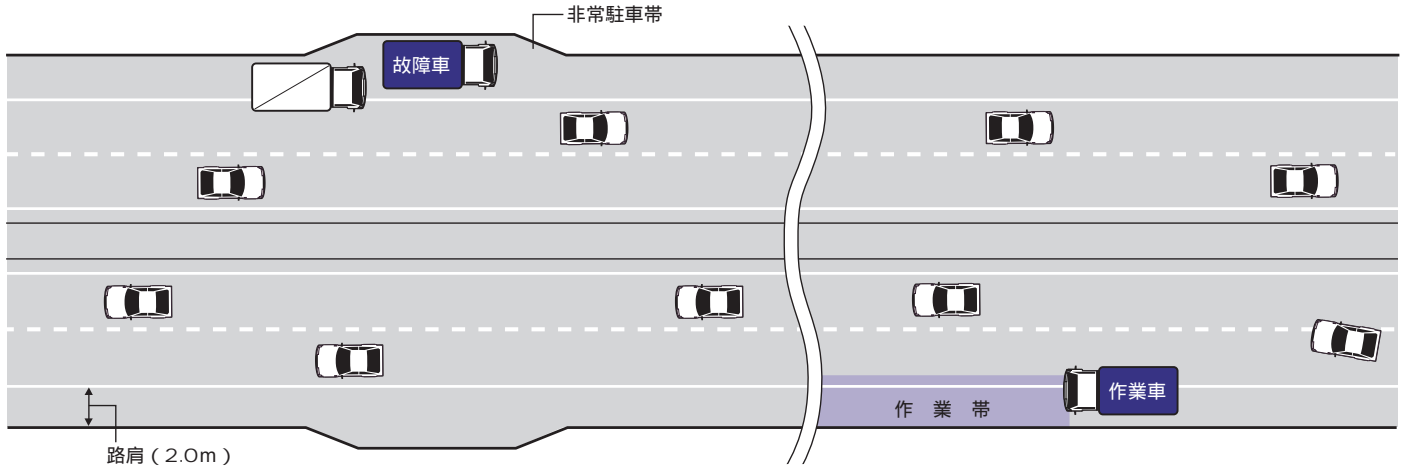 非常駐車帯
故障車
作業車
作 業 帯
路肩（2.0m）